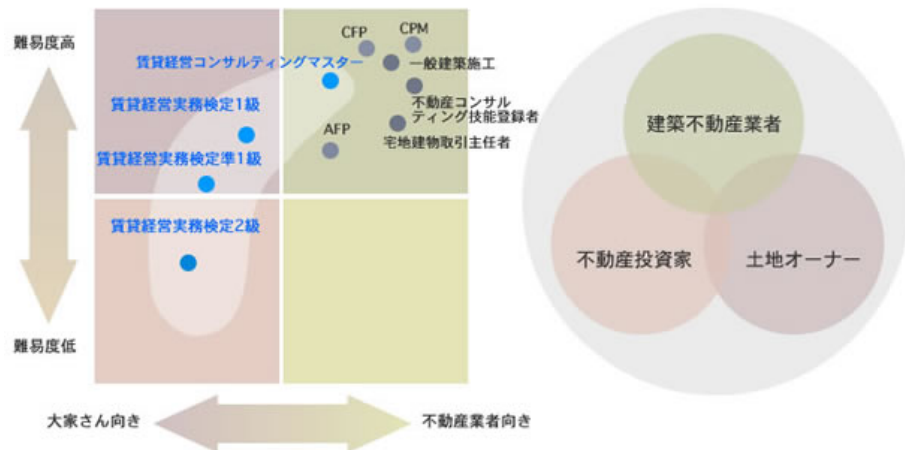 難易度高
CFP
CPM
賃貸経営コンサルティングマスター
一般建築施工
賃貸経営実務検定1級
不動産コンサル
ティング技能登録者
AFP
宅地建物取引主任者
賃貸経営実務検定準1級
賃貸経営実務検定2級
難易度低
大家さん向き
不動産業者向き
建築不動産業者
不動産投資家
土地オーナー